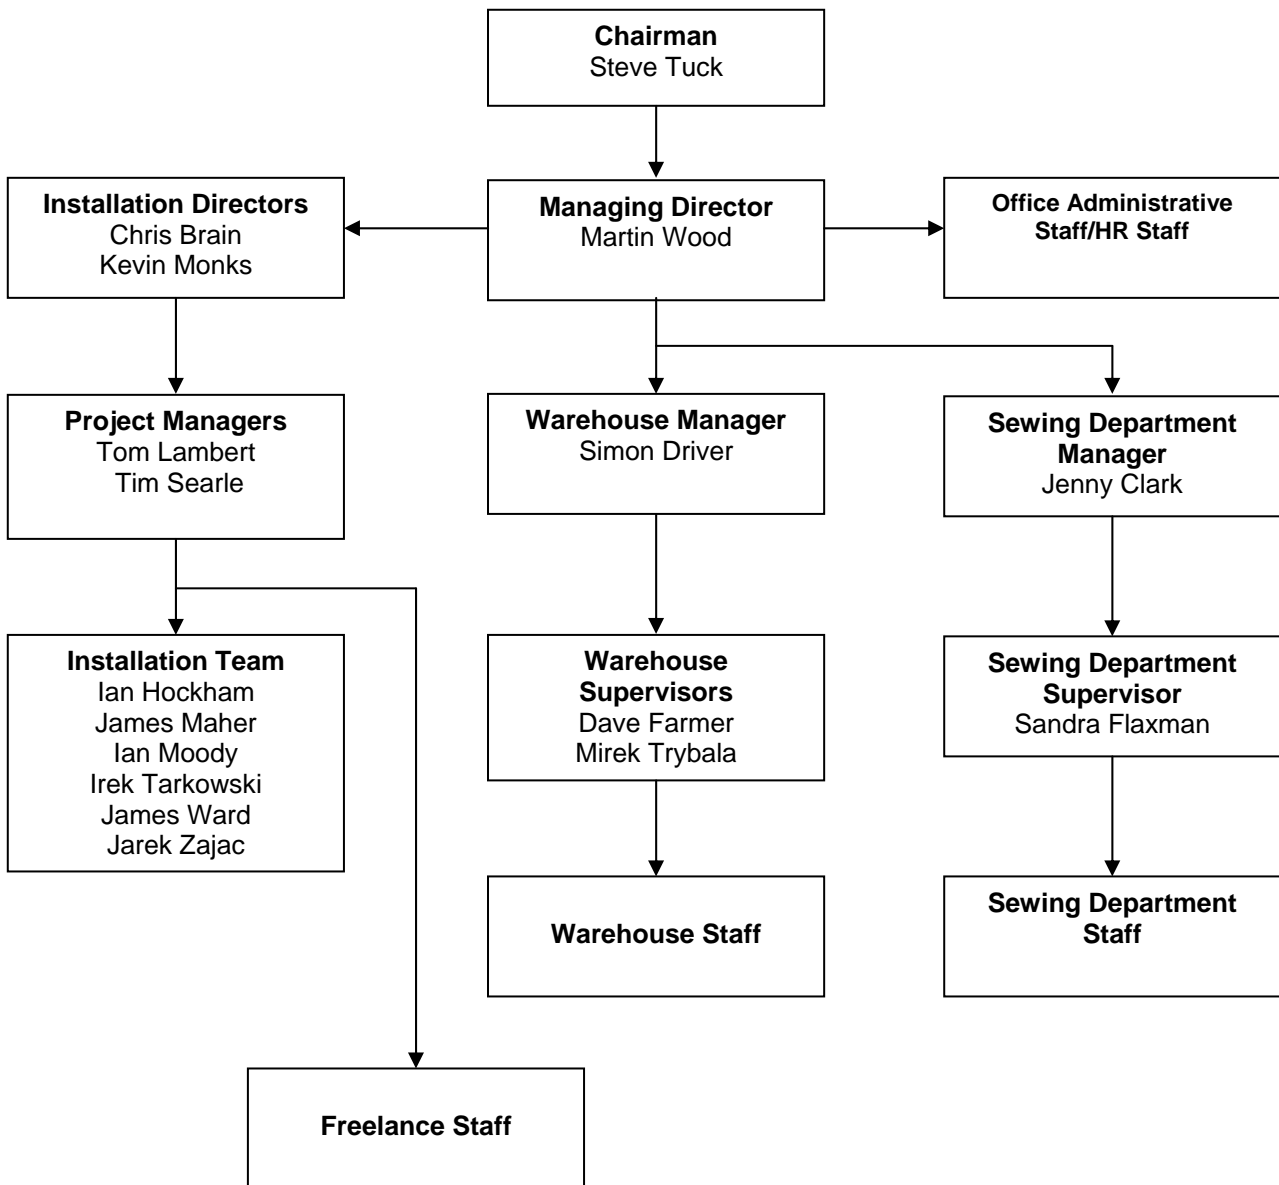 Chairman
Steve Tuck
Installation Directors
Chris Brain
Kevin Monks
Managing Director
Martin Wood
Office Administrative
Staff/HR Staff
Project Managers
Tom Lambert
Tim Searle
Warehouse Manager
Simon Driver
Sewing Department
Manager
Jenny Clark
Installation Team
Ian Hockham
James Maher
Ian Moody
Irek Tarkowski
James Ward
Jarek Zajac
Warehouse
Supervisors
Dave Farmer
Mirek Trybala
Sewing Department
Supervisor
Sandra Flaxman
Warehouse Staff
Sewing Department
Staff
Freelance Staff